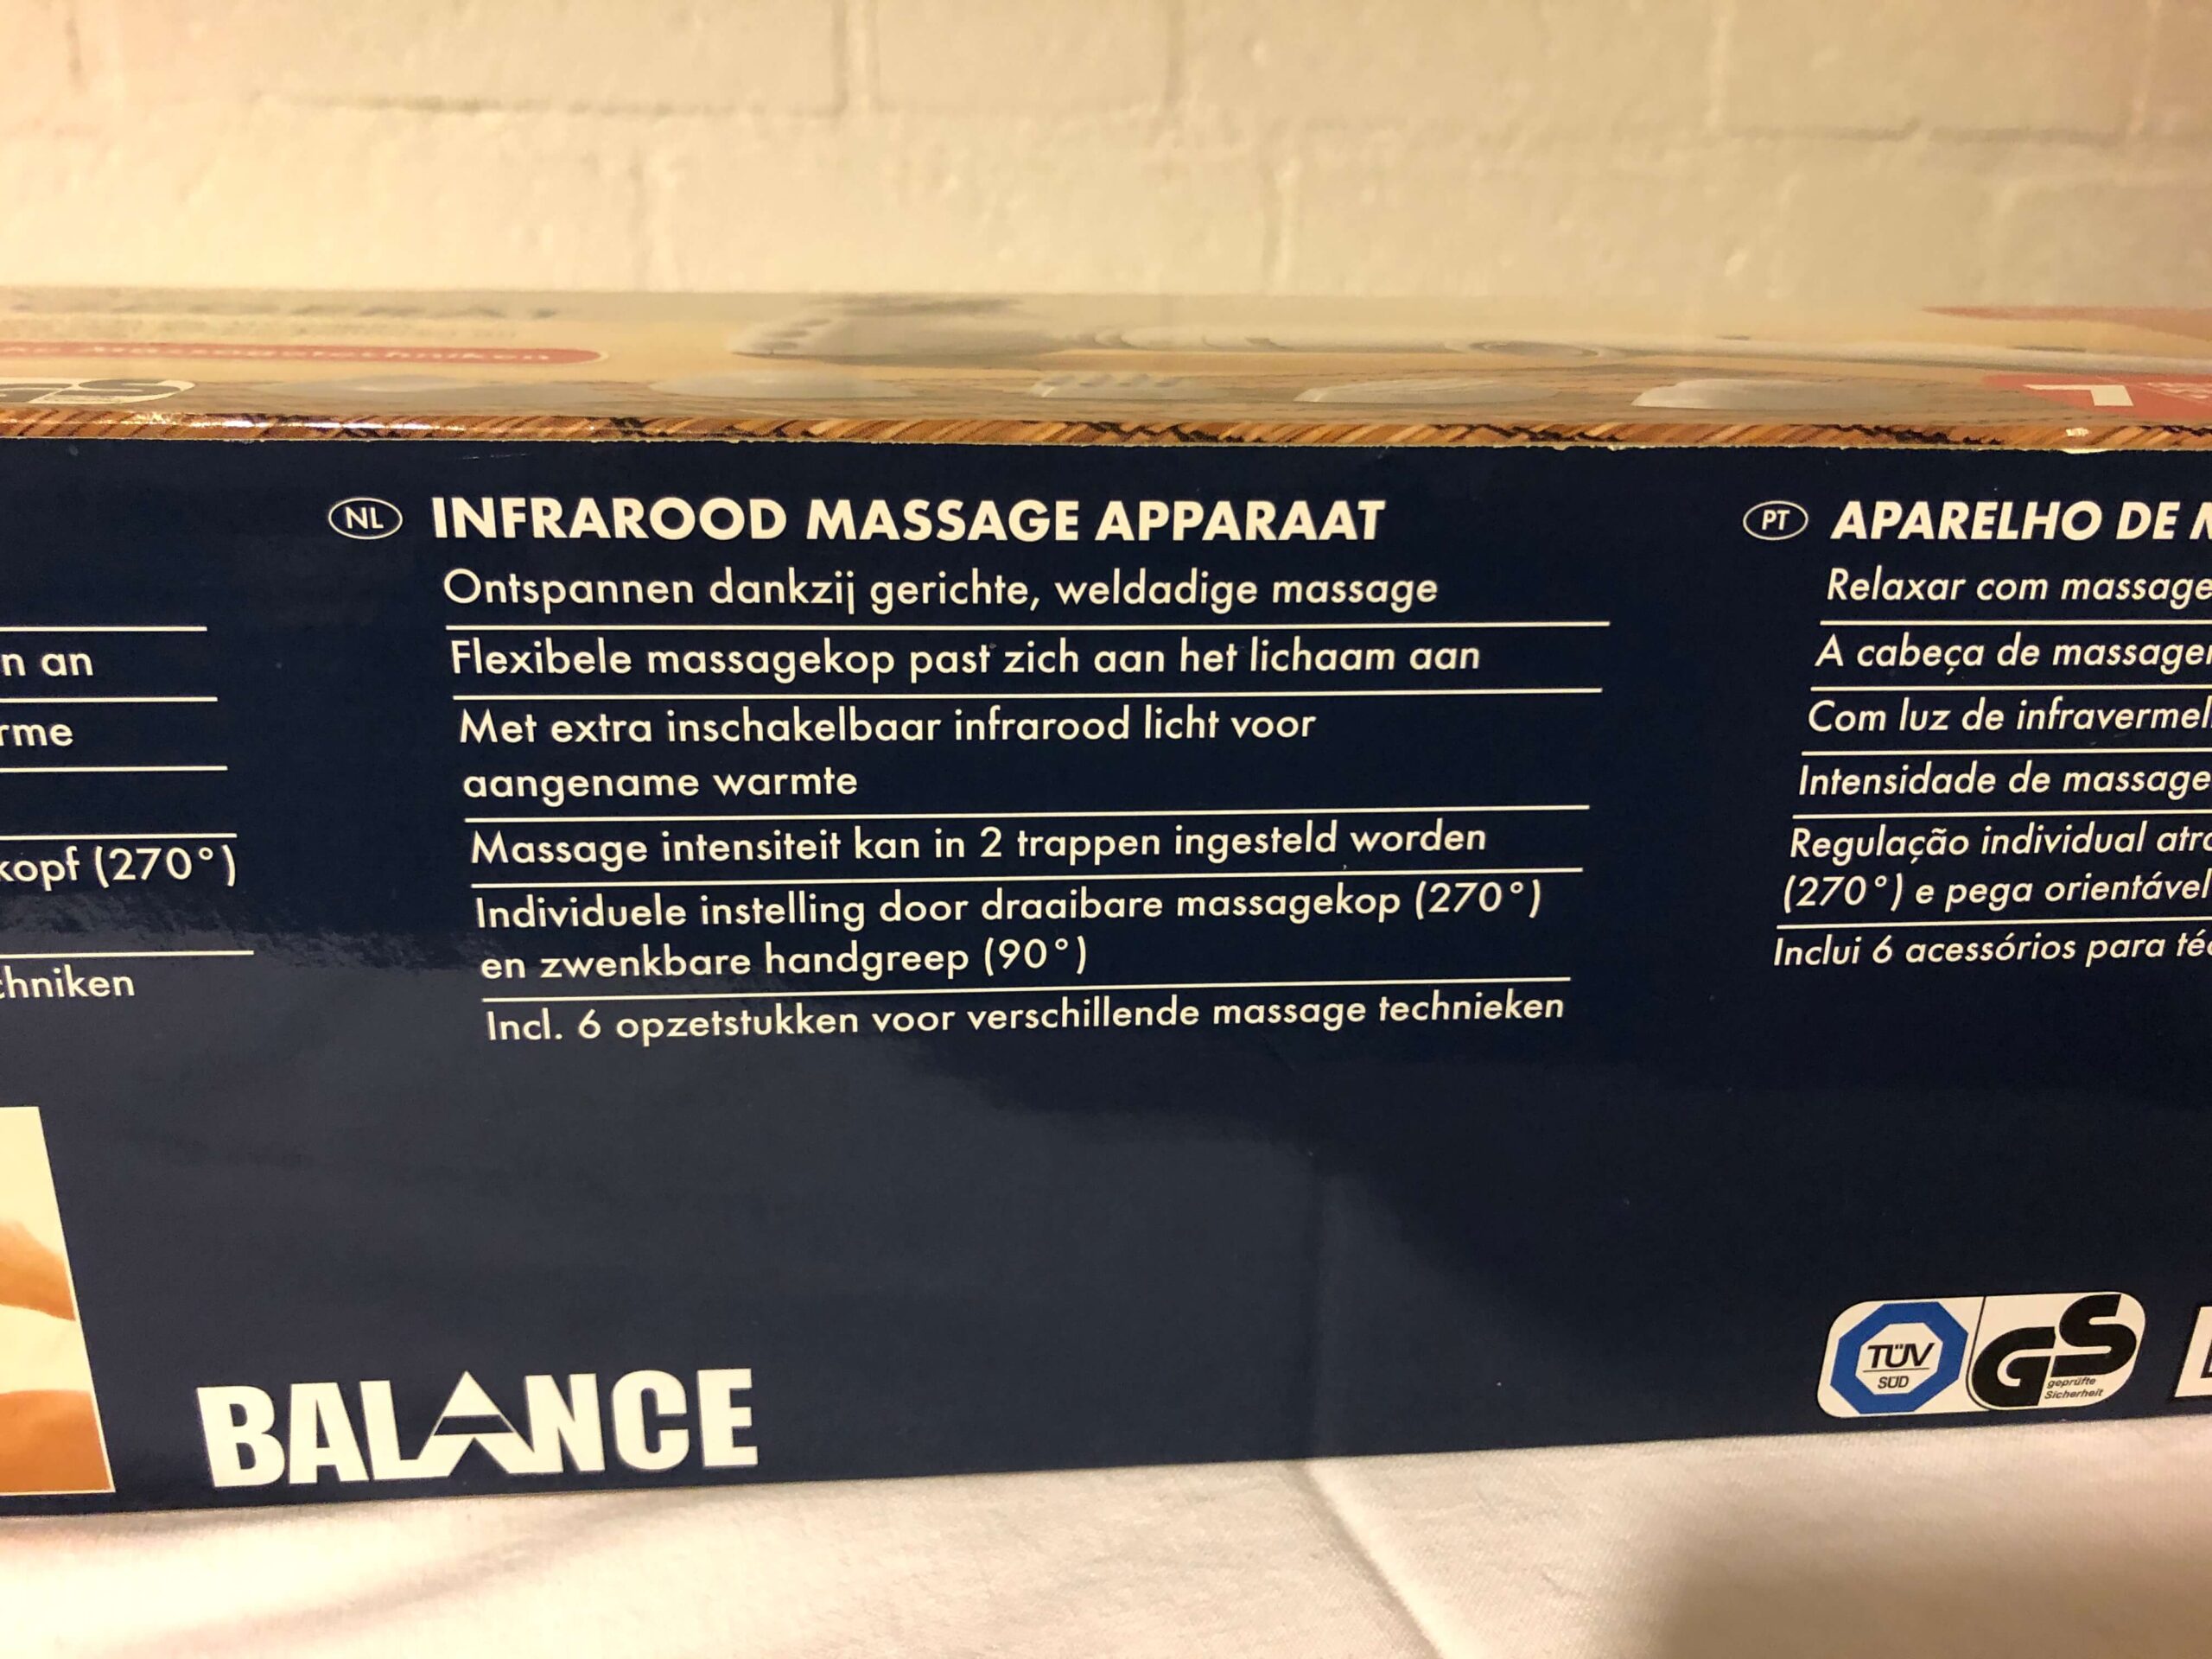 n an
rme
kopf (270°)
chniken
NL INFRAROOD MASSAGE APPARAAT
Ontspannen dankzij gerichte, weldadige massage
Flexibele massagekop past zich aan het lichaam aan
Met extra inschakelbaar infrarood licht voor
aangename warmte
Massage intensiteit kan in 2 trappen ingesteld worden
Individuele instelling door draaibare massagekop (270°)
en zwenkbare handgreep (90°)
Incl. 6 opzetstukken voor verschillende massage technieken
PT APARELHO DE
Relaxar com massage
A cabeça de massage
Com luz de infraverme
Intensidade de massage
Regulação individual atr
(270°) e pega orientável
Inclui 6 acessórios para té
BALANCE
TÜV
SÜD
GS
geprüfte
Sicherheit